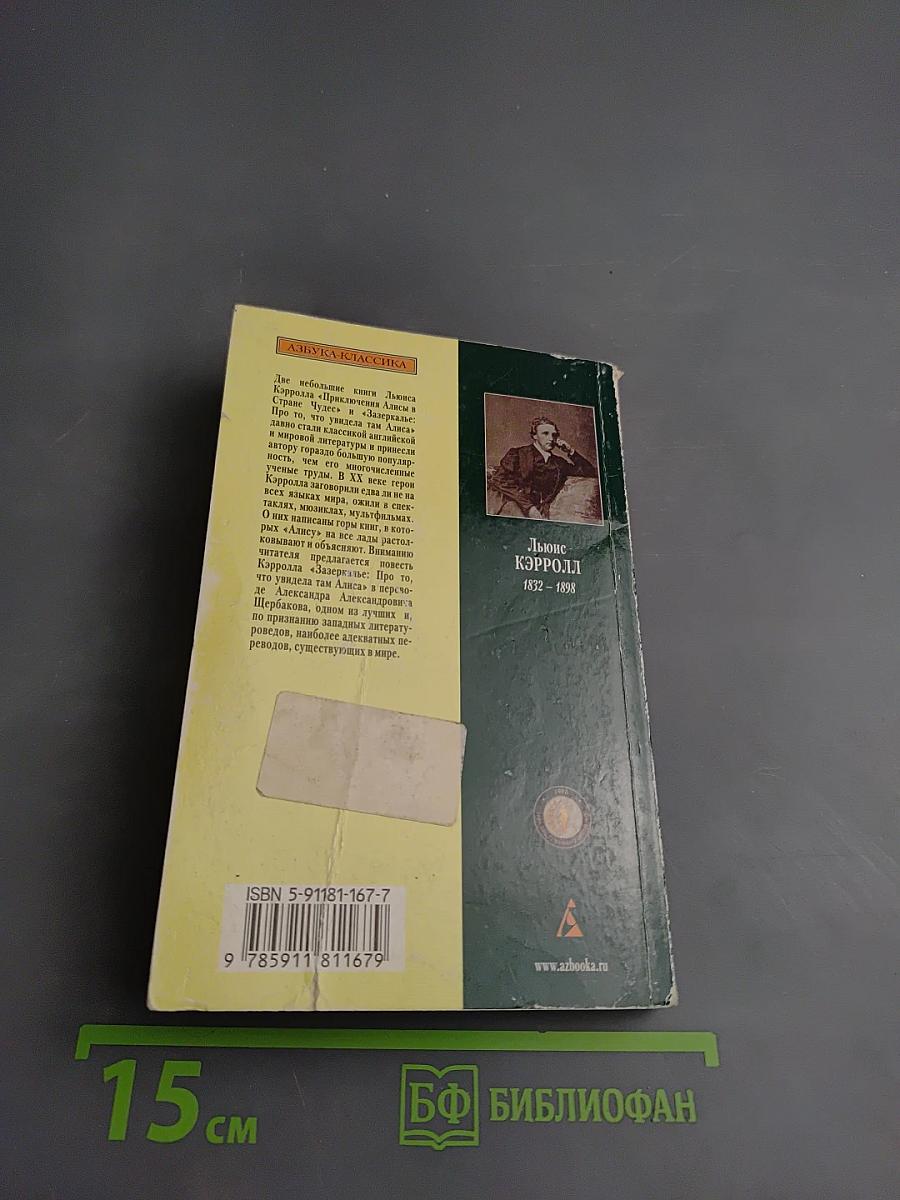 АЗБУКА-КЛАССИКА
Две небольшие книги Льюиса
Кэрролла «Приключения Алисы в
Стране Чудес» и «Зазеркалье:
Про то, что увидела там Алиса»
давно стали классикой английской
и мировой литературы и принесли
автору гораздо большую популяр-
ность, чем его многочисленные
ученые труды. В XX веке герои
Кэрролла заговорили едва ли не на
всех языках мира, ожили в спек-
таклях, мюзиклах, мультфильмах.
О них написаны горы книг, в кото-
рых «Алису» на все лады растол-
ковывают и объясняют. Вниманию
читателя предлагается повесть
Кэрролла «Зазеркалье: Про то,
что увидела там Алиса» в перево-
де Александра Александровича
Щербакова, одном из лучших и,
по признанию западных литерату-
роведов, наиболее адекватных пе-
реводов, существующих в мире.
Льюис
КЭРРОЛЛ
1832 – 1898
ISBN 5-91181-167-7
9 785911 811679
www.azbooka.ru
15 см
БФ БИБЛИОФАН